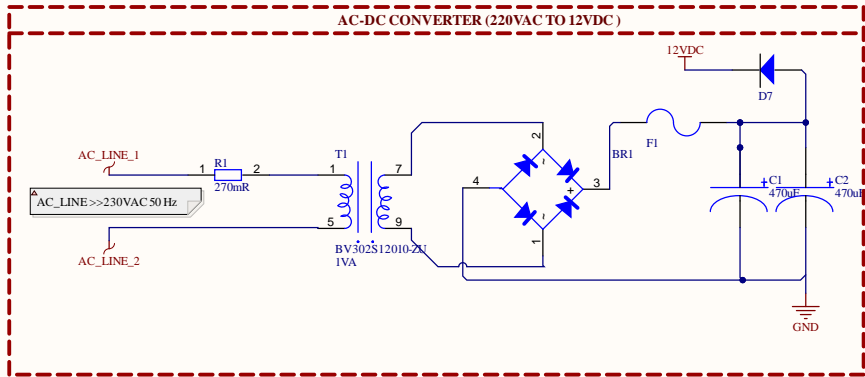 AC-DC CONVERTER (220VAC TO 12VDC )
12VDC
D7
AC_LINE_1
1
R1
2
270mR
T1
1
7
5
9
BV302S12010-ZU
1VA
AC_LINE >>230VAC 50 Hz
AC_LINE_2
2
~
4
+
3
~
1
BR1
F1
+
C1
470uF
+
C2
470uF
GND